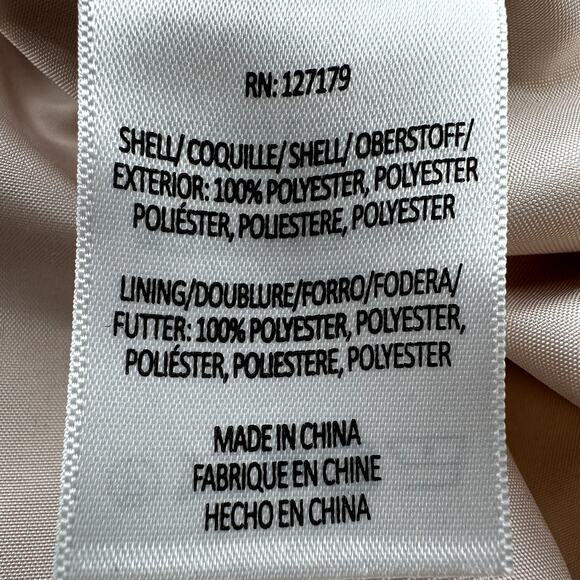 RN: 127179
SHELL/COQUILLE/SHELL/OBERSTOFF/
EXTERIOR: 100% POLYESTER, POLYESTER
POLIÉSTER, POLIESTERE, POLYESTER
LINING/DOUBLURE/FORRO/FODERA/
FUTTER: 100% POLYESTER, POLYESTER,
POLIÉSTER, POLIESTERE, POLYESTER
MADE IN CHINA
FABRIQUE EN CHINE
HECHO EN CHINA